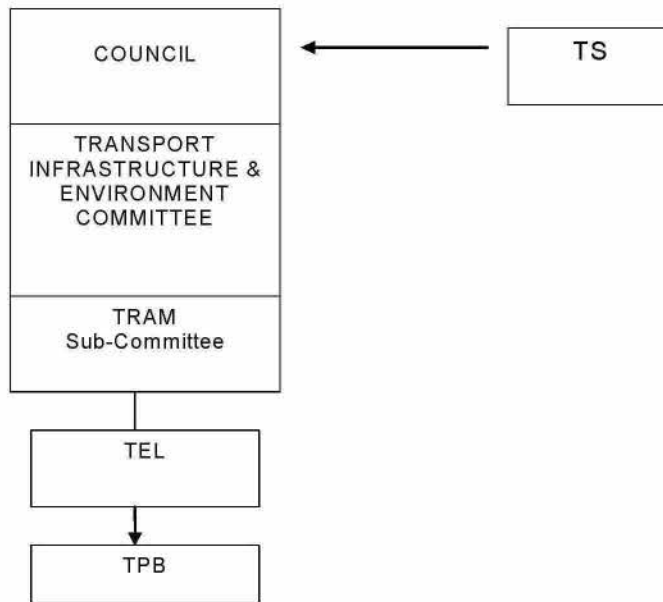 COUNCIL
TS
TRANSPORT
INFRASTRUCTURE &
ENVIRONMENT
COMMITTEE
TRAM
Sub-Committee
TEL
TPB